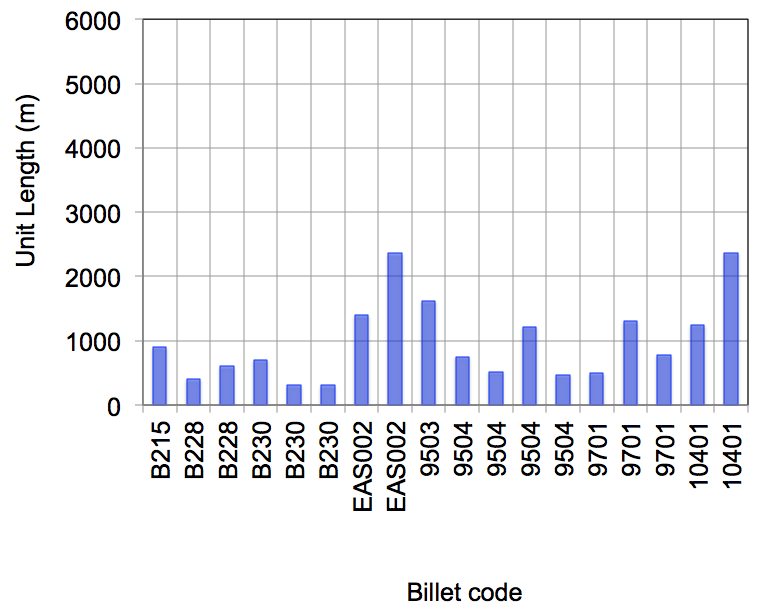 6000
5000
4000
3000
2000
1000
0
Unit Length (m)
B215
B228
B228
B230
B230
B230
EAS002
EAS002
9503
9504
9504
9504
9504
9701
9701
9701
10401
10401
Billet code